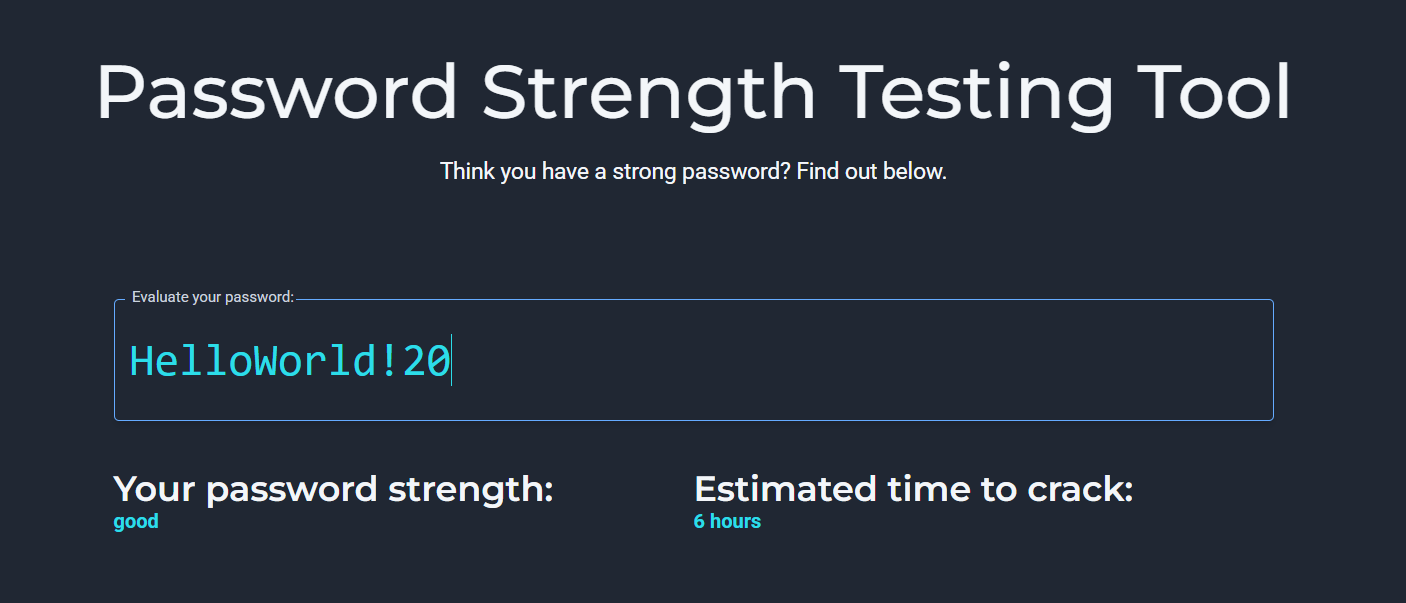 Password Strength Testing Tool
Think you have a strong password? Find out below.
Evaluate your password:
HelloWorld!20
Your password strength:
good
Estimated time to crack:
6 hours